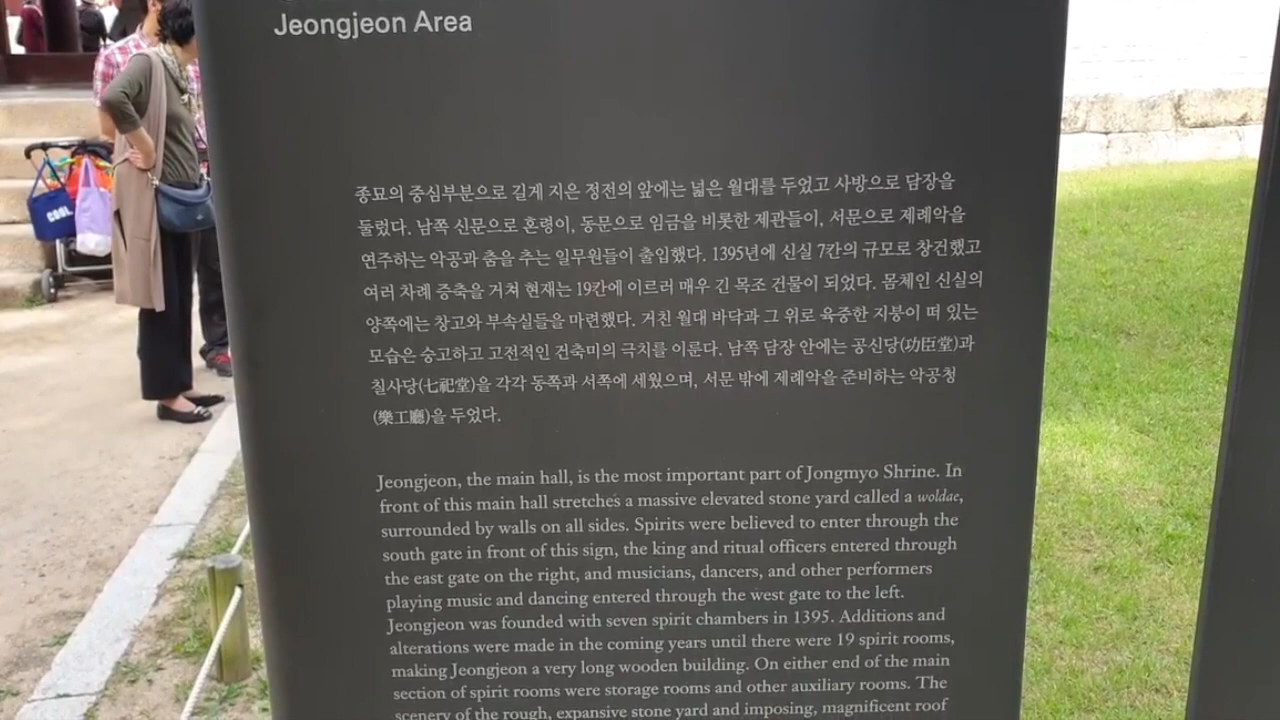 Jeongjeon Area
COOL
종묘의 중심부분으로 길게 지은 정전의 앞에는 넓은 월대를 두었고 사방으로 담장을
둘렀다. 남쪽 신문으로 혼령이, 동문으로 임금을 비롯한 제관들이, 서문으로 제례악을
연주하는 악공과 춤을 추는 일무원들이 출입했다. 1395년에 신실 7칸의 규모로 창건했고
여러 차례 증축을 거쳐 현재는 19칸에 이르러 매우 긴 목조 건물이 되었다. 몸체인 신실의
양쪽에는 창고와 부속실들을 마련했다. 거친 월대 바닥과 그 위로 육중한 지붕이 떠 있는
모습은 숭고하고 고전적인 건축미의 극치를 이룬다. 남쪽 담장 안에는 공신당(功臣堂)과
칠사당(七祀堂)을 각각 동쪽과 서쪽에 세웠으며, 서문 밖에 제례악을 준비하는 악공청
(樂工廳)을 두었다.
Jeongjeon, the main hall, is the most important part of Jongmyo Shrine. In
front of this main hall stretches a massive elevated stone yard called a woldae,
surrounded by walls on all sides. Spirits were believed to enter through the
south gate in front of this sign, the king and ritual officers entered through
the east gate on the right, and musicians, dancers, and other performers
playing music and dancing entered through the west gate to the left.
Jeongjeon was founded with seven spirit chambers in 1395. Additions and
alterations were made in the coming years until there were 19 spirit rooms,
making Jeongjeon a very long wooden building. On either end of the main
section of spirit rooms were storage rooms and other auxiliary rooms. The
scenery of the rough, expansive stone yard and imposing, magnificent roof